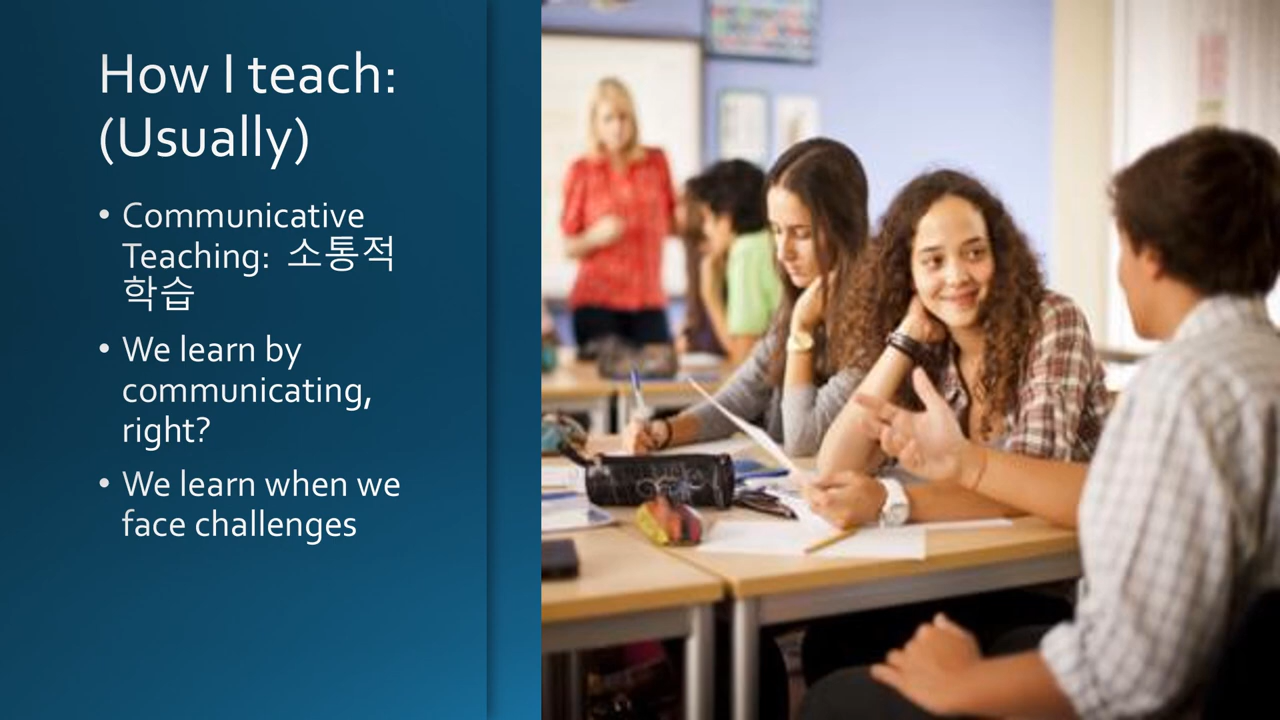 How I teach:
(Usually)
• Communicative
Teaching: 소통적
학습
• We learn by
communicating,
right?
• We learn when we
face challenges